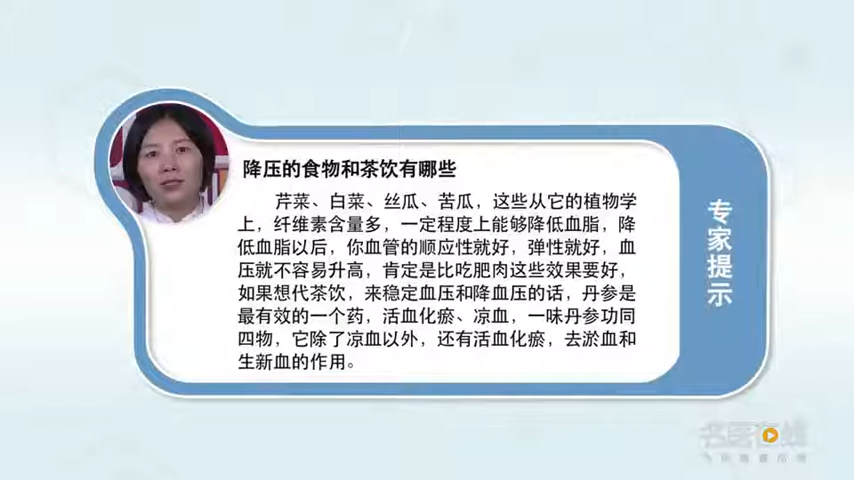 降压的食物和茶饮有哪些
芹菜、白菜、丝瓜、苦瓜，这些从它的植物学
上，纤维素含量多，一定程度上能够降低血脂，降
低血脂以后，你血管的顺应性就好，弹性就好，血
压就不容易升高，肯定是比吃肥肉这些效果要好，
如果想代茶饮，来稳定血压和降血压的话，丹参是
最有效的一个药，活血化瘀、凉血，一味丹参功同
四物，它除了凉血以外，还有活血化瘀，去淤血和
生新血的作用。
专家提示
名医在线